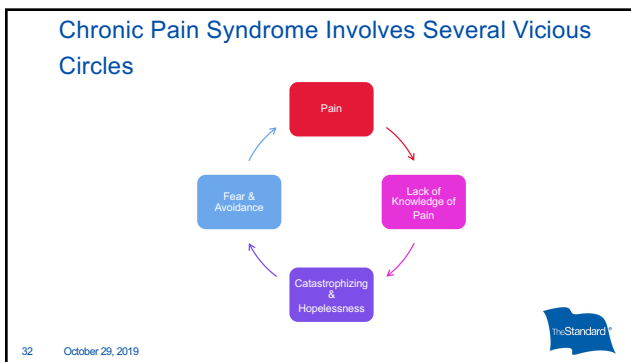 Chronic Pain Syndrome Involves Several Vicious
Circles
Pain
Lack of
Knowledge of
Pain
Catastrophizing
&
Hopelessness
Fear &
Avoidance
TheStandard®
32 October 29, 2019